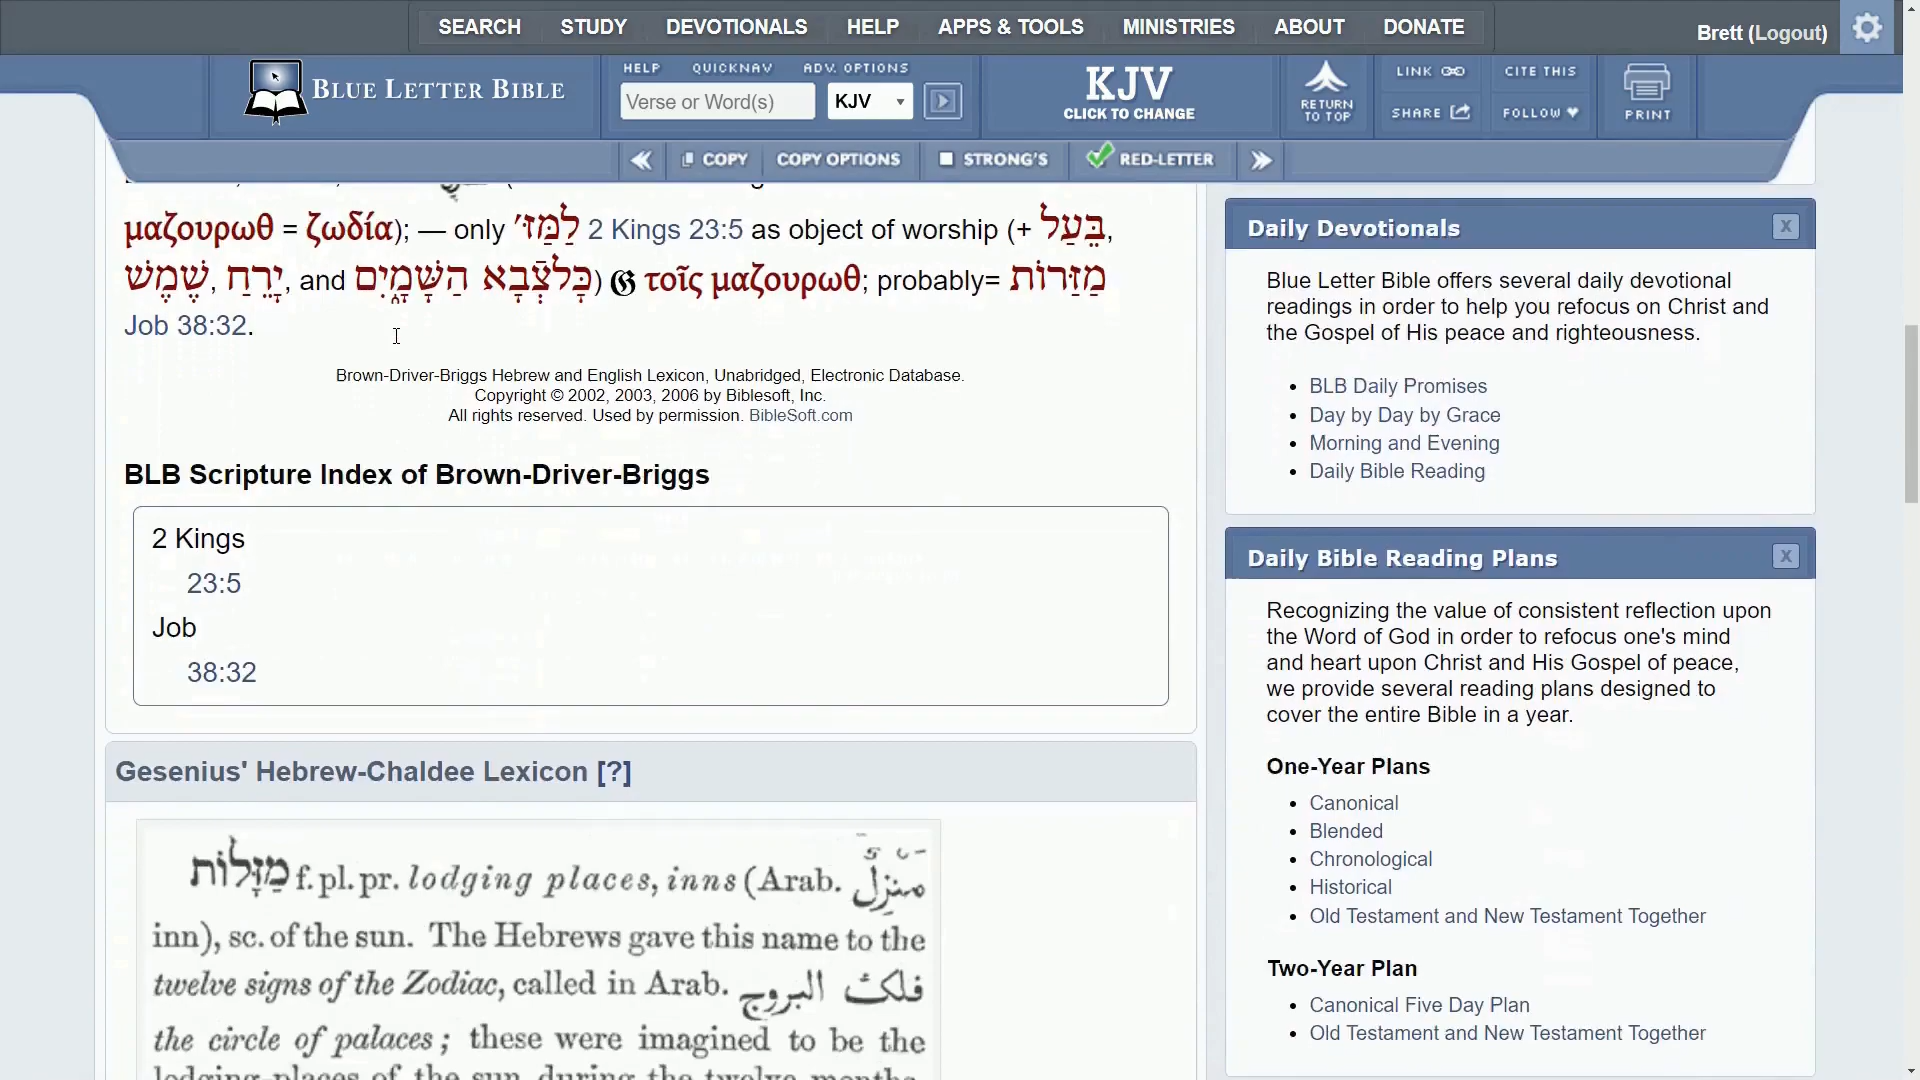 SEARCH STUDY DEVOTIONALS HELP APPS & TOOLS MINISTRIES ABOUT DONATE
Brett (Logout)
BLUE LETTER BIBLE
HELP QUICKNAV ADV. OPTIONS
Verse or Word(s) KJV
KJV
CLICK TO CHANGE
RETURN
TO TOP
LINK CITE THIS
SHARE FOLLOW
PRINT
COPY COPY OPTIONS STRONG'S RED-LETTER
μαζουρωθ = ζωδία); — only לַמַּזּ׳ 2 Kings 23:5 as object of worship (+ בַּעַל,
שֶׁמֶשׁ, יָרֵחַ, and כָּלצְֿבָא הַשָּׁמָ֑יִם) 𝕲 τοῖς μαζουρωθ; probably= מַזָּרוֺת
Job 38:32.
Brown-Driver-Briggs Hebrew and English Lexicon, Unabridged, Electronic Database.
Copyright © 2002, 2003, 2006 by Biblesoft, Inc.
All rights reserved. Used by permission. BibleSoft.com
BLB Scripture Index of Brown-Driver-Briggs
2 Kings
23:5
Job
38:32
Gesenius' Hebrew-Chaldee Lexicon [?]
מַזָּלוֹת f. pl. pr. lodging places, inns (Arab. مَنْزِلٌ
inn), sc. of the sun. The Hebrews gave this name to the
twelve signs of the Zodiac, called in Arab. فلك البروج
the circle of palaces; these were imagined to be the
lodging-places of the sun during the twelve months
Daily Devotionals X
Blue Letter Bible offers several daily devotional
readings in order to help you refocus on Christ and
the Gospel of His peace and righteousness.
BLB Daily Promises
Day by Day by Grace
Morning and Evening
Daily Bible Reading
Daily Bible Reading Plans X
Recognizing the value of consistent reflection upon
the Word of God in order to refocus one's mind
and heart upon Christ and His Gospel of peace,
we provide several reading plans designed to
cover the entire Bible in a year.
One-Year Plans
Canonical
Blended
Chronological
Historical
Old Testament and New Testament Together
Two-Year Plan
Canonical Five Day Plan
Old Testament and New Testament Together